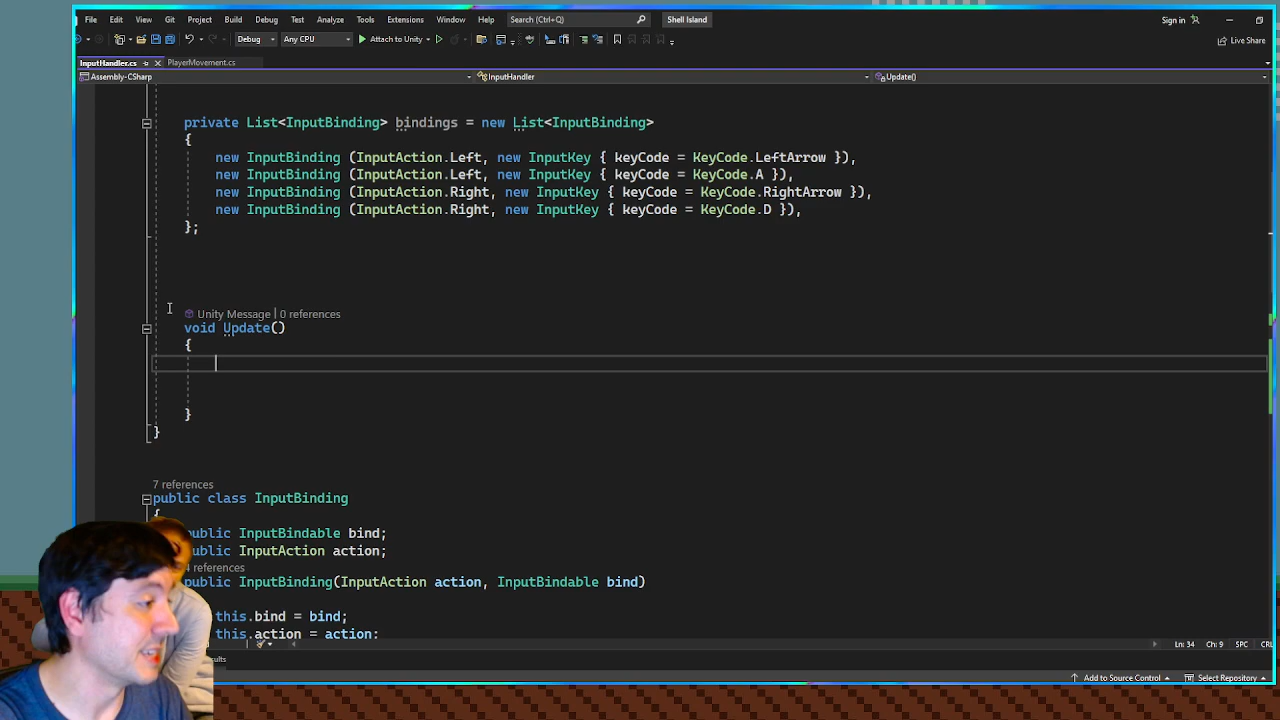 File Edit View Git Project Build Debug Test Analyze Tools Extensions Window Help Search (Ctrl+Q) Shell Island Sign in
Debug Any CPU Attach to Unity Live Share
InputHandler.cs PlayerMovement.cs
Assembly-CSharp InputHandler Update()
private List<InputBinding> bindings = new List<InputBinding>
{
new InputBinding (InputAction.Left, new InputKey { keyCode = KeyCode.LeftArrow }),
new InputBinding (InputAction.Left, new InputKey { keyCode = KeyCode.A }),
new InputBinding (InputAction.Right, new InputKey { keyCode = KeyCode.RightArrow }),
new InputBinding (InputAction.Right, new InputKey { keyCode = KeyCode.D }),
};
Unity Message | 0 references
void Update()
{
}
}
7 references
public class InputBinding
{
public InputBindable bind;
public InputAction action;
4 references
public InputBinding(InputAction action, InputBindable bind)
this.bind = bind;
this.action = action;
Ln: 34 Ch: 9 SPC
Add to Source Control Select Repository